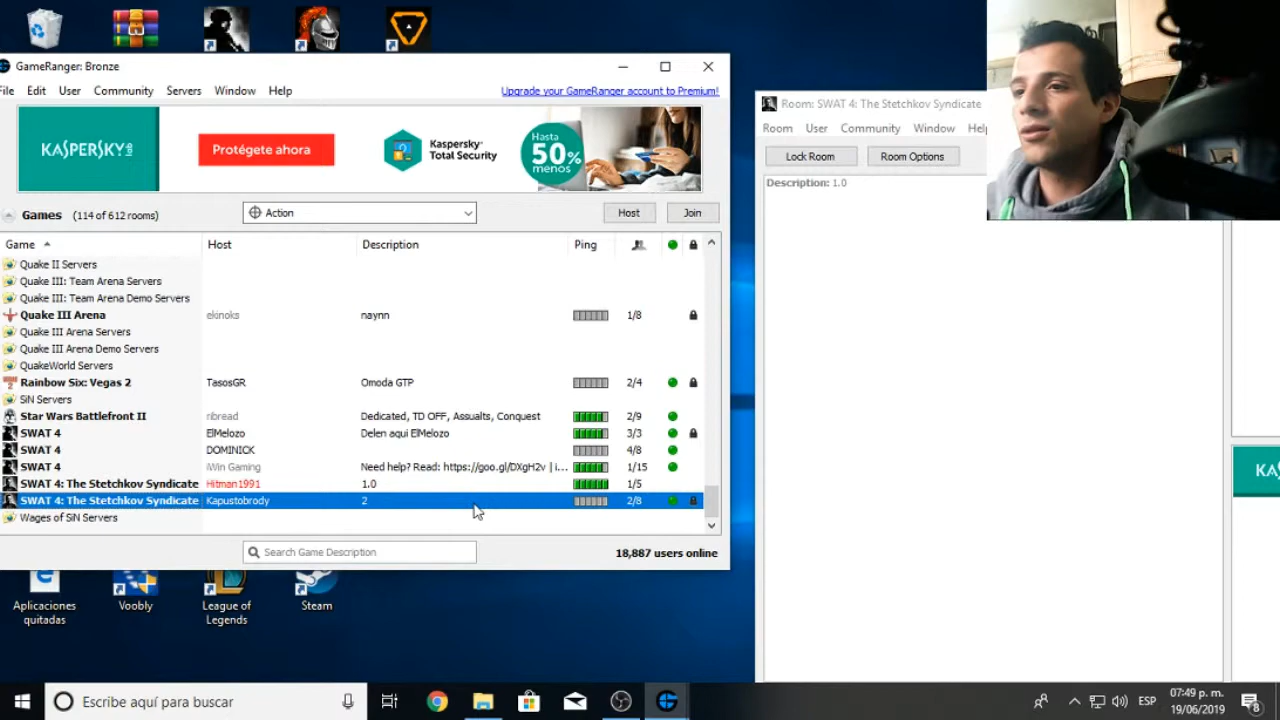 GameRanger: Bronze
File Edit User Community Servers Window Help
Upgrade your GameRanger account to Premium!
KASPERSKY lab
Protégete ahora
Kaspersky Total Security
Hasta 50% menos
Games (114 of 612 rooms)
Action
Host Join
Game Host Description Ping
Quake II Servers
Quake III: Team Arena Servers
Quake III: Team Arena Demo Servers
Quake III Arena ekinoks naynn 1/8
Quake III Arena Servers
Quake III Arena Demo Servers
QuakeWorld Servers
Rainbow Six: Vegas 2 TasosGR Omoda GTP 2/4
SiN Servers
Star Wars Battlefront II ribread Dedicated, TD OFF, Assualts, Conquest 2/9
SWAT 4 ElMelozo Delen aqui ElMelozo 3/3
SWAT 4 DOMINICK 4/8
SWAT 4 iWin Gaming Need help? Read: https://goo.gl/DXgH2v | i... 1/15
SWAT 4: The Stetchkov Syndicate Hitman1991 1.0 1/5
SWAT 4: The Stetchkov Syndicate Kapustobrody 2 2/8
Wages of SiN Servers
Search Game Description
18,887 users online
Room: SWAT 4: The Stetchkov Syndicate
Room User Community Window Help
Lock Room Room Options
Description: 1.0
KAS
Aplicaciones quitadas
Voobly
League of Legends
Steam
Escribe aquí para buscar
ESP
07:49 p. m.
19/06/2019
8